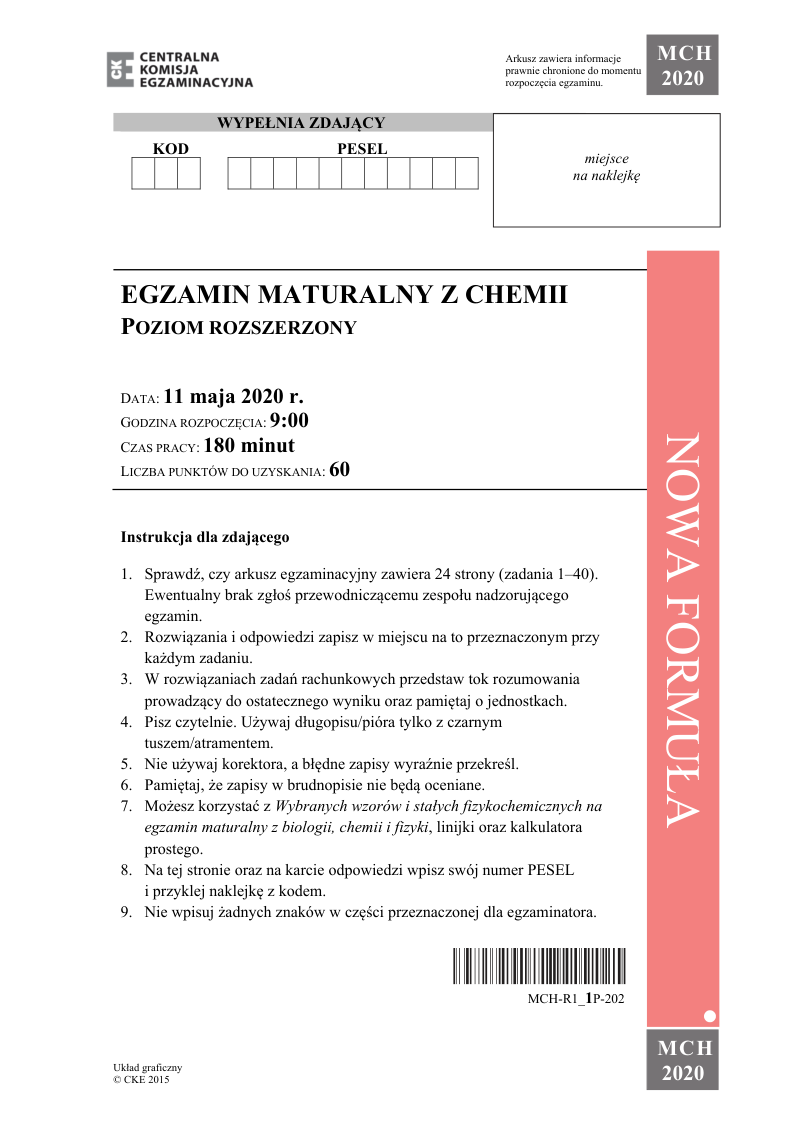 CENTRALNA
KOMISJA
EGZAMINACYJNA
CKE
Arkusz zawiera informacje
prawnie chronione do momentu
rozpoczęcia egzaminu.
MCH
2020
WYPEŁNIA ZDAJĄCY
KOD
PESEL
miejsce
na naklejkę
EGZAMIN MATURALNY Z CHEMII
POZIOM ROZSZERZONY
DATA: 11 maja 2020 r.
GODZINA ROZPOCZĘCIA: 9:00
CZAS PRACY: 180 minut
LICZBA PUNKTÓW DO UZYSKANIA: 60
NOWA FORMUŁA
Instrukcja dla zdającego
1. Sprawdź, czy arkusz egzaminacyjny zawiera 24 strony (zadania 1–40).
Ewentualny brak zgłoś przewodniczącemu zespołu nadzorującego
egzamin.
2. Rozwiązania i odpowiedzi zapisz w miejscu na to przeznaczonym przy
każdym zadaniu.
3. W rozwiązaniach zadań rachunkowych przedstaw tok rozumowania
prowadzący do ostatecznego wyniku oraz pamiętaj o jednostkach.
4. Pisz czytelnie. Używaj długopisu/pióra tylko z czarnym
tuszem/atramentem.
5. Nie używaj korektora, a błędne zapisy wyraźnie przekreśl.
6. Pamiętaj, że zapisy w brudnopisie nie będą oceniane.
7. Możesz korzystać z Wybranych wzorów i stałych fizykochemicznych na
egzamin maturalny z biologii, chemii i fizyki, linijki oraz kalkulatora
prostego.
8. Na tej stronie oraz na karcie odpowiedzi wpisz swój numer PESEL
i przyklej naklejkę z kodem.
9. Nie wpisuj żadnych znaków w części przeznaczonej dla egzaminatora.
MCH-R1_1P-202
Układ graficzny
© CKE 2015
MCH
2020